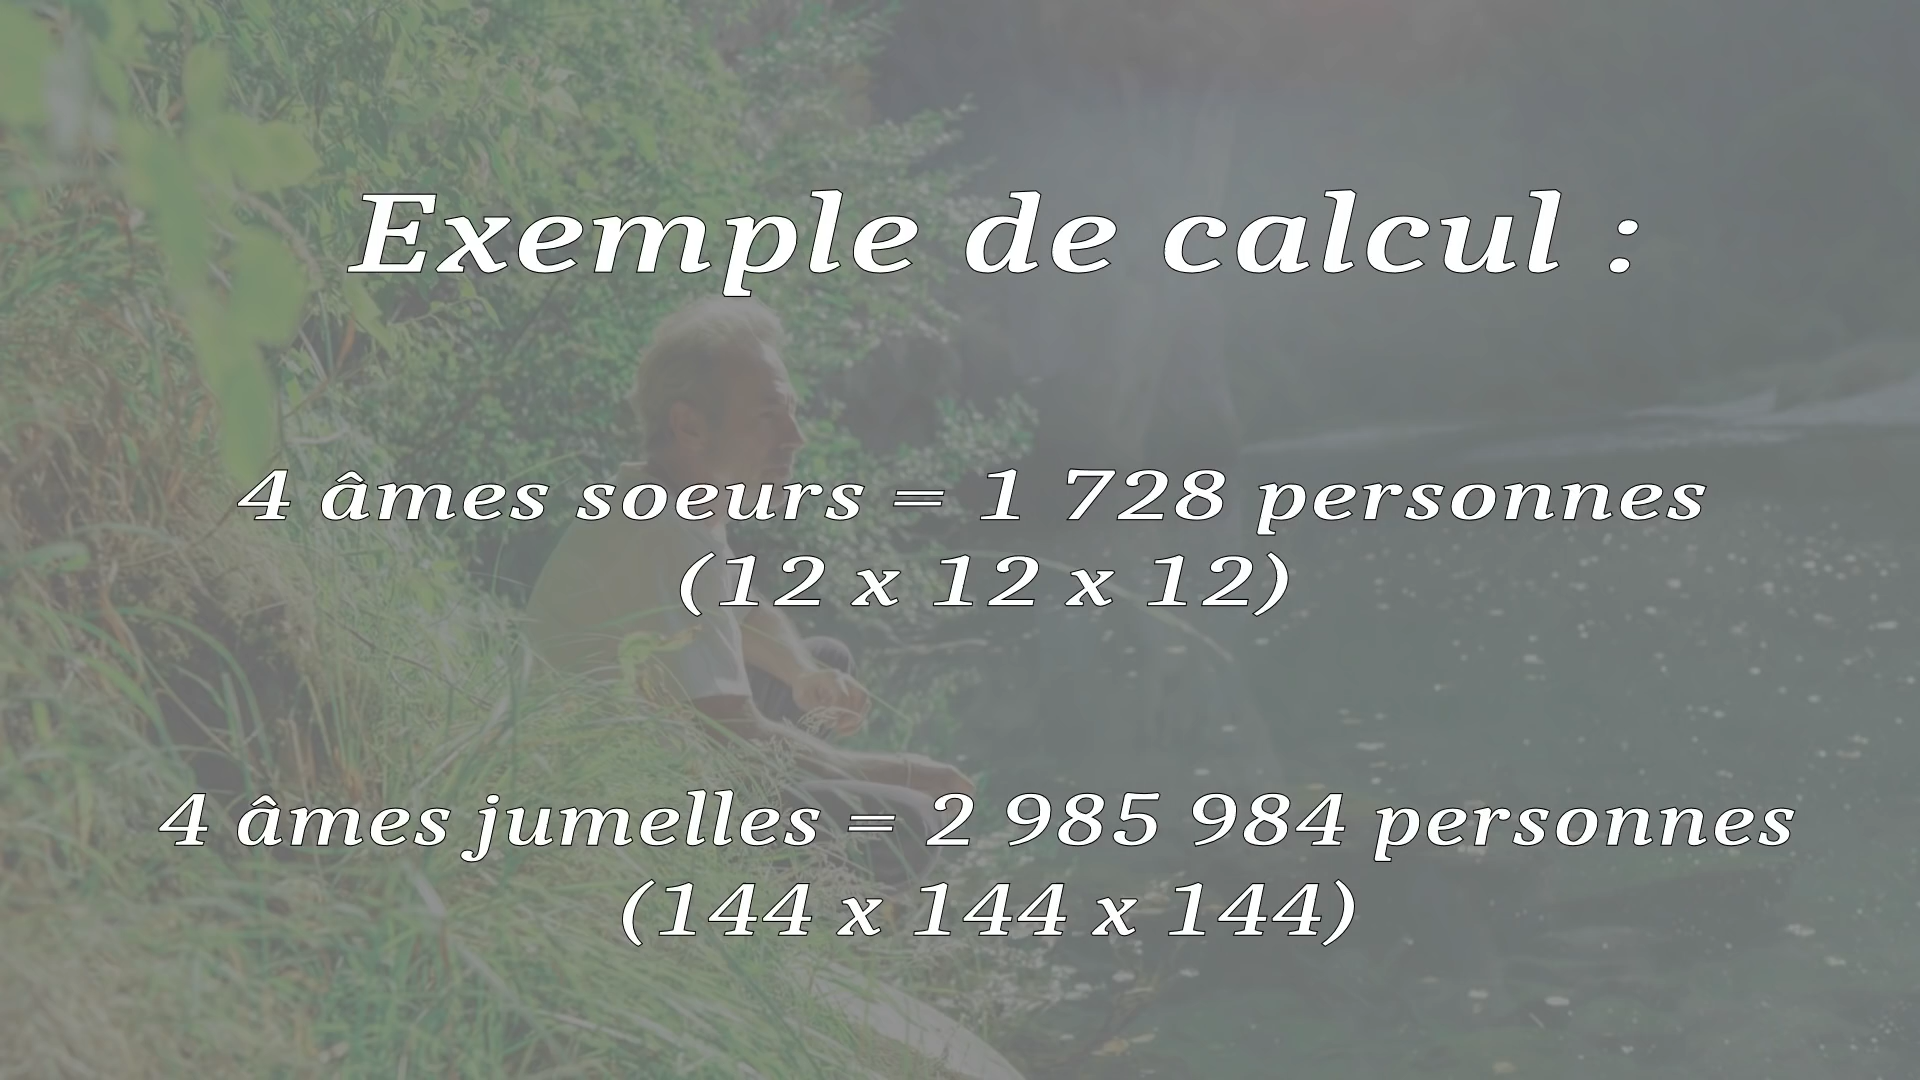 Exemple de calcul :
4 âmes soeurs = 1 728 personnes
(12 x 12 x 12)
4 âmes jumelles = 2 985 984 personnes
(144 x 144 x 144)